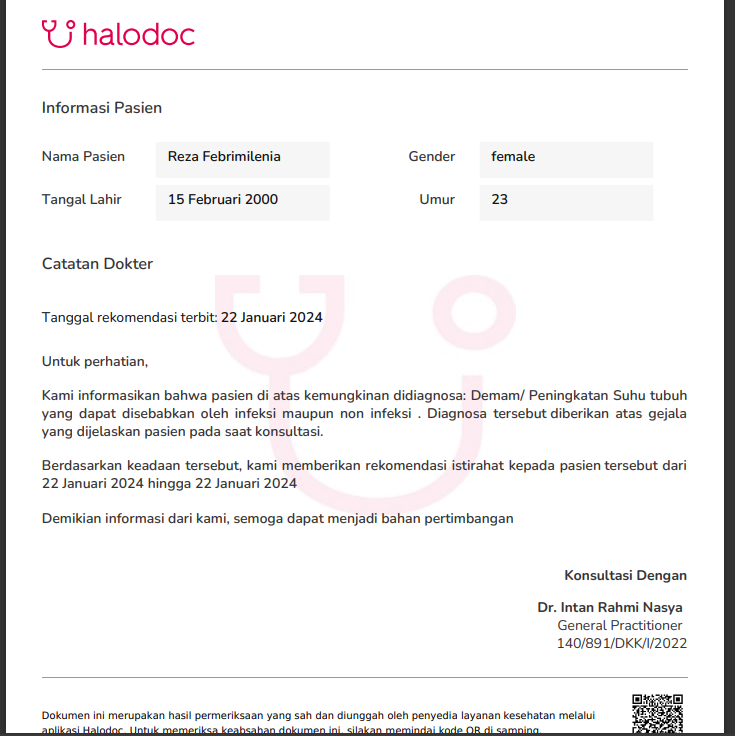 halodoc
Informasi Pasien
Nama Pasien Reza Febrimilenia Gender female
Tangal Lahir 15 Februari 2000 Umur 23
Catatan Dokter
Tanggal rekomendasi terbit: 22 Januari 2024
Untuk perhatian,
Kami informasikan bahwa pasien di atas kemungkinan didiagnosa: Demam/ Peningkatan Suhu tubuh
yang dapat disebabkan oleh infeksi maupun non infeksi . Diagnosa tersebut diberikan atas gejala
yang dijelaskan pasien pada saat konsultasi.
Berdasarkan keadaan tersebut, kami memberikan rekomendasi istirahat kepada pasien tersebut dari
22 Januari 2024 hingga 22 Januari 2024
Demikian informasi dari kami, semoga dapat menjadi bahan pertimbangan
Konsultasi Dengan
Dr. Intan Rahmi Nasya
General Practitioner
140/891/DKK/I/2022
Dokumen ini merupakan hasil permeriksaan yang sah dan diunggah oleh penyedia layanan kesehatan melalui
aplikasi Halodoc. Untuk memeriksa keabsahan dokumen ini, silakan memindai kode QR di samping.